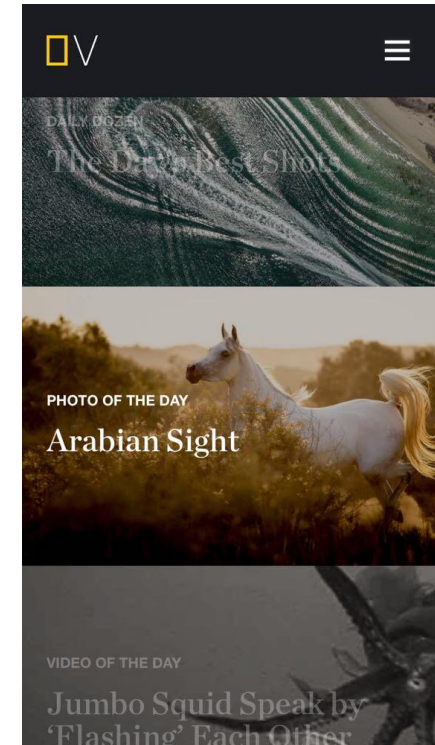 V
DAILY DOZEN
The Day's Best Shots
PHOTO OF THE DAY
Arabian Sight
VIDEO OF THE DAY
Jumbo Squid Speak by
‘Flashing’ Each Other